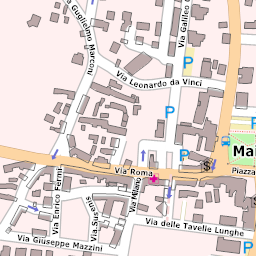 Via Guglielmo Marconi
Via Galileo
P
Via Leonardo da Vinci
P
Mai
P
$
Via Roma
Piazza
Via Enrico Fermi
Via Milano
Via delle Tavelle Lunghe
Via Giuseppe Mazzini